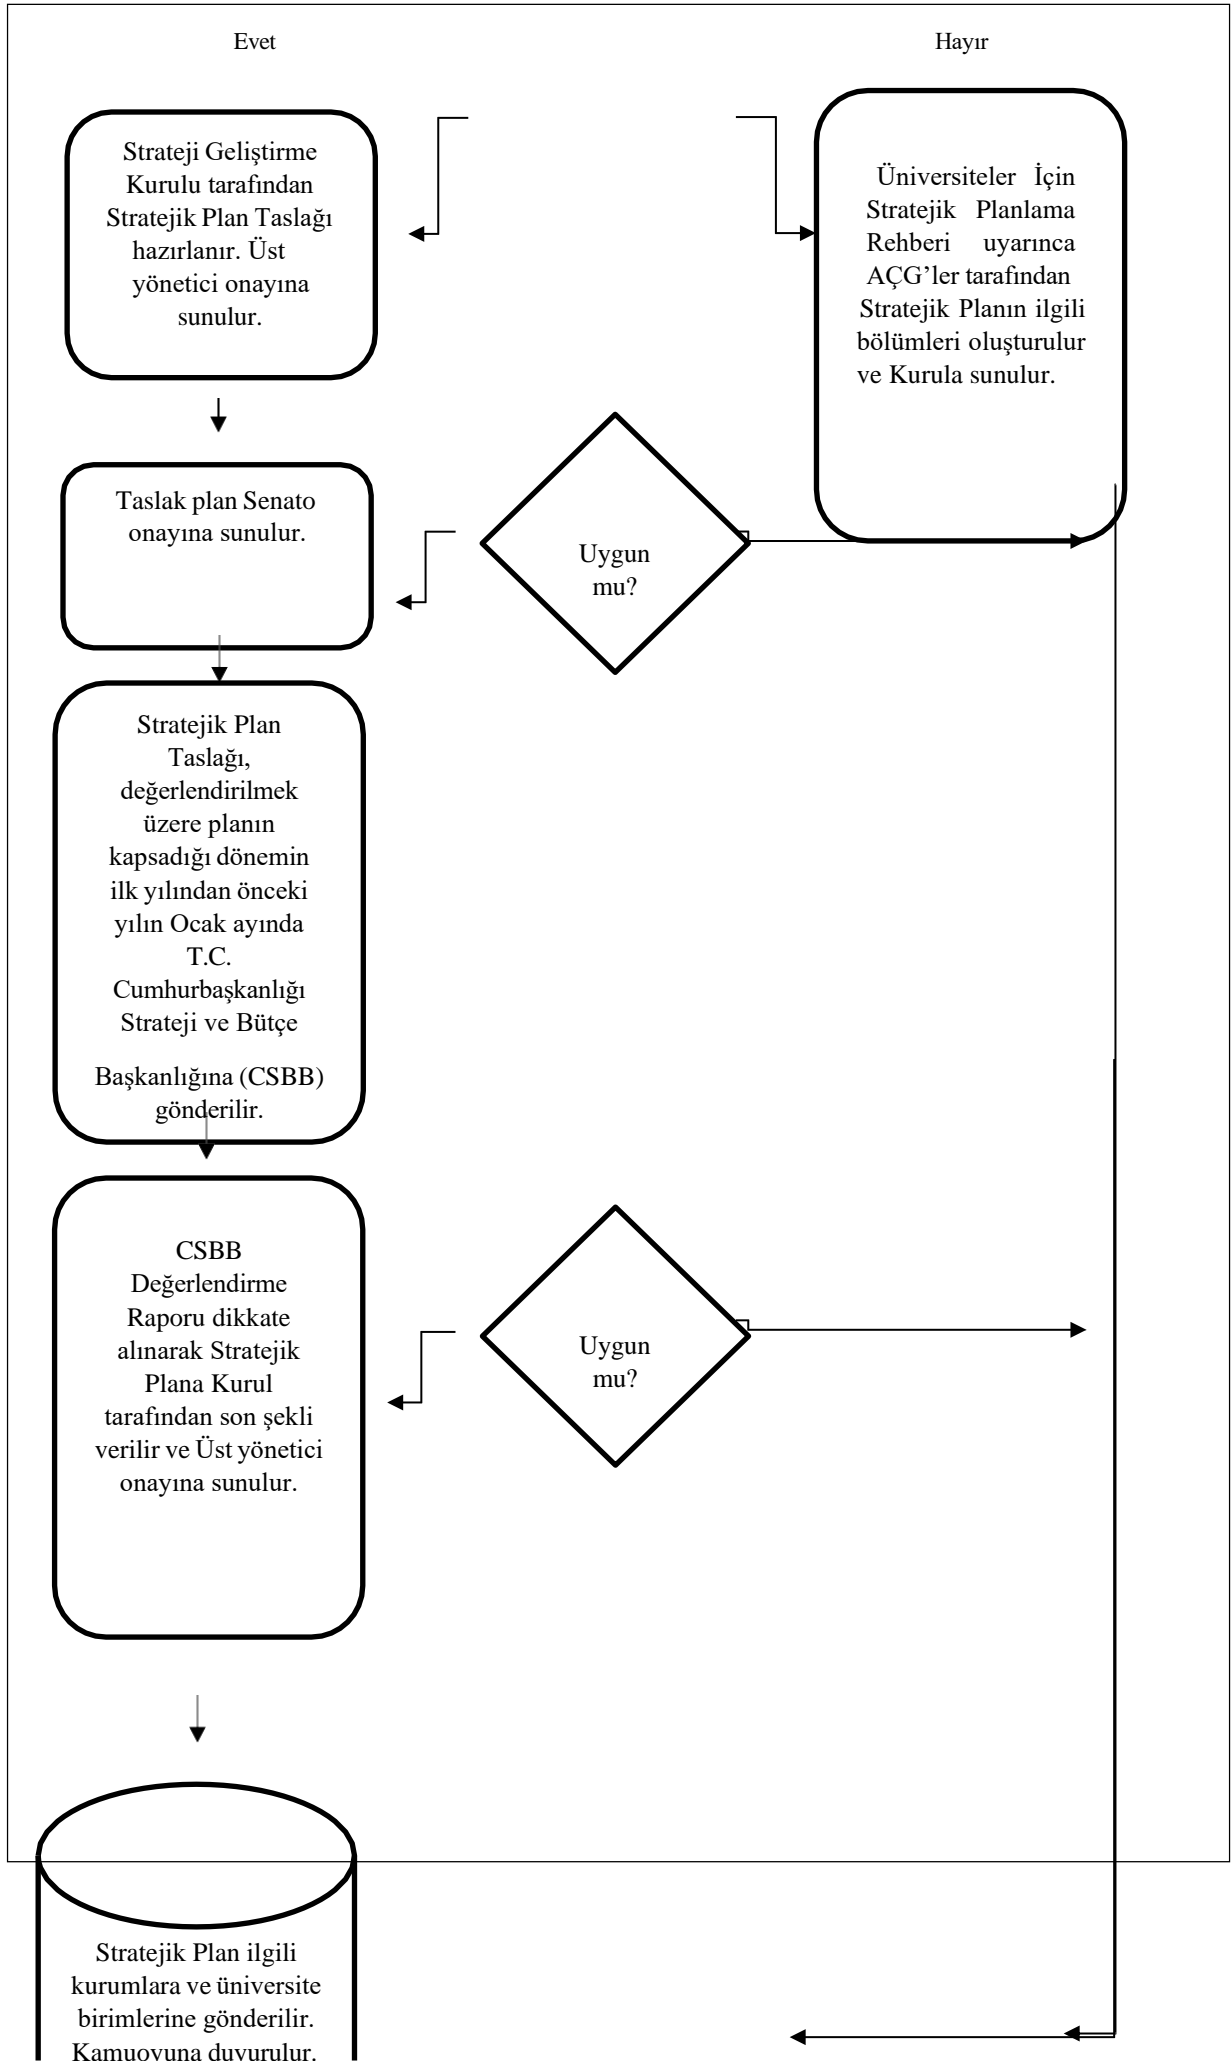 Evet
Hayır
Strateji Geliştirme
Kurulu tarafından
Stratejik Plan Taslağı
hazırlanır. Üst
yönetici onayına
sunulur.
Üniversiteler İçin
Stratejik Planlama
Rehberi uyarınca
AÇG’ler tarafından
Stratejik Planın ilgili
bölümleri oluşturulur
ve Kurula sunulur.
Taslak plan Senato
onayına sunulur.
Uygun
mu?
Stratejik Plan
Taslağı,
değerlendirilmek
üzere planın
kapsadığı dönemin
ilk yılından önceki
yılın Ocak ayında
T.C.
Cumhurbaşkanlığı
Strateji ve Bütçe
Başkanlığına (CSBB)
gönderilir.
CSBB
Değerlendirme
Raporu dikkate
alınarak Stratejik
Plana Kurul
tarafından son şekli
verilir ve Üst yönetici
onayına sunulur.
Uygun
mu?
Stratejik Plan ilgili
kurumlara ve üniversite
birimlerine gönderilir.
Kamuoyuna duyurulur.